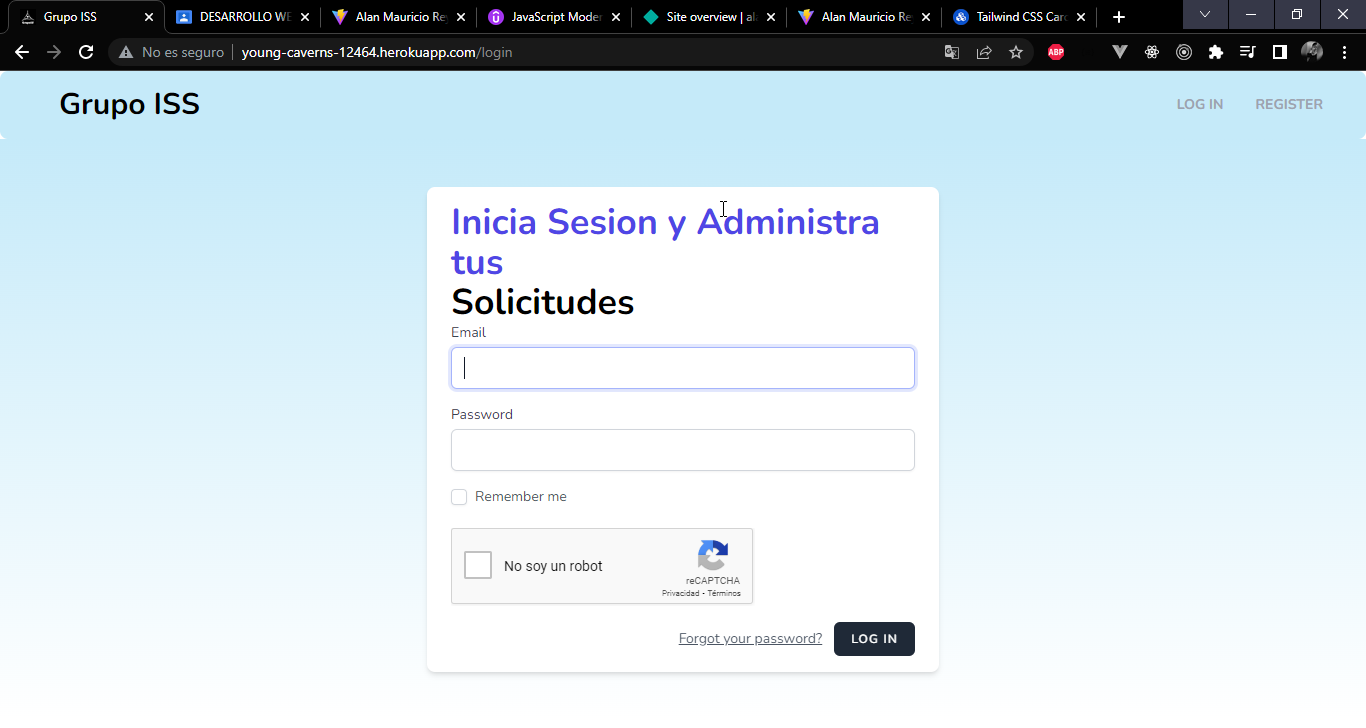 Grupo ISS
DESARROLLO WE
Alan Mauricio Re
JavaScript Moder
Site overview | al
Alan Mauricio Re
Tailwind CSS Car
No es seguro
young-caverns-12464.herokuapp.com/login
ABP
Grupo ISS
LOG IN
REGISTER
Inicia Sesion y Administra
tus
Solicitudes
Email
Password
Remember me
No soy un robot
reCAPTCHA
Privacidad - Términos
Forgot your password?
LOG IN